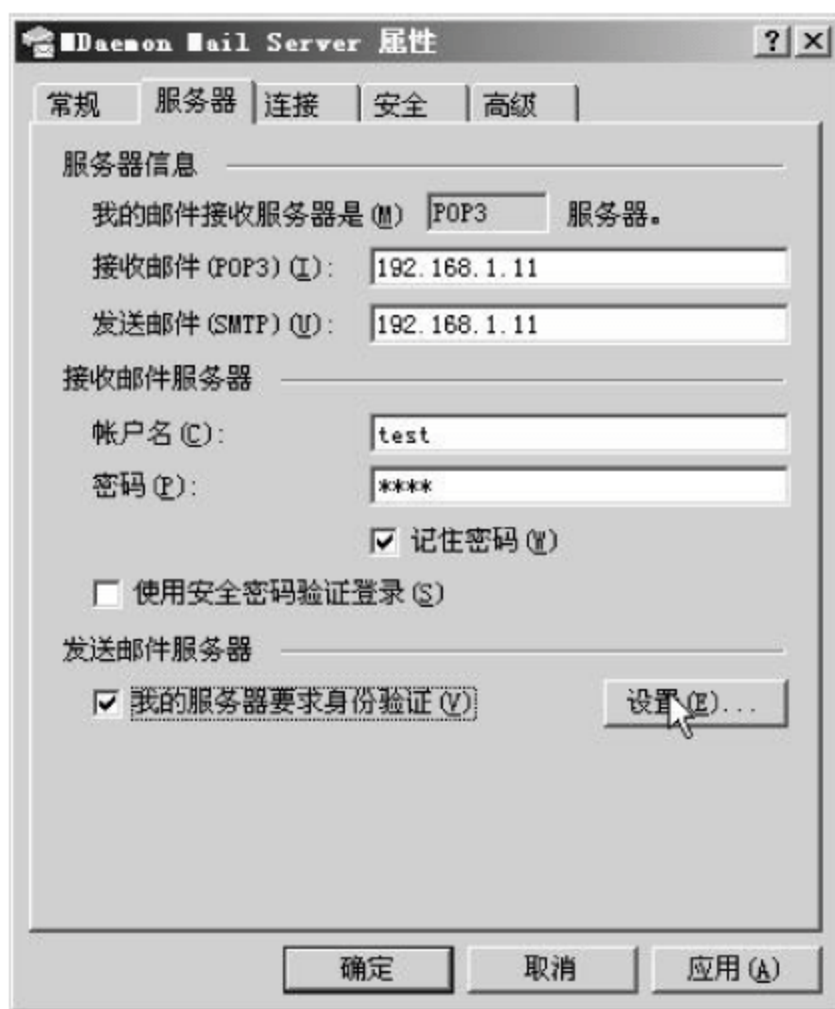 MDaemon Mail Server 属性
常规 服务器 连接 安全 高级
服务器信息
我的邮件接收服务器是(M) POP3 服务器。
接收邮件(POP3)(I): 192.168.1.11
发送邮件(SMTP)(U): 192.168.1.11
接收邮件服务器
帐户名(C): test
密码(P): ****
记住密码(W)
使用安全密码验证登录(S)
发送邮件服务器
我的服务器要求身份验证(V) 设置(E)...
确定 取消 应用(A)